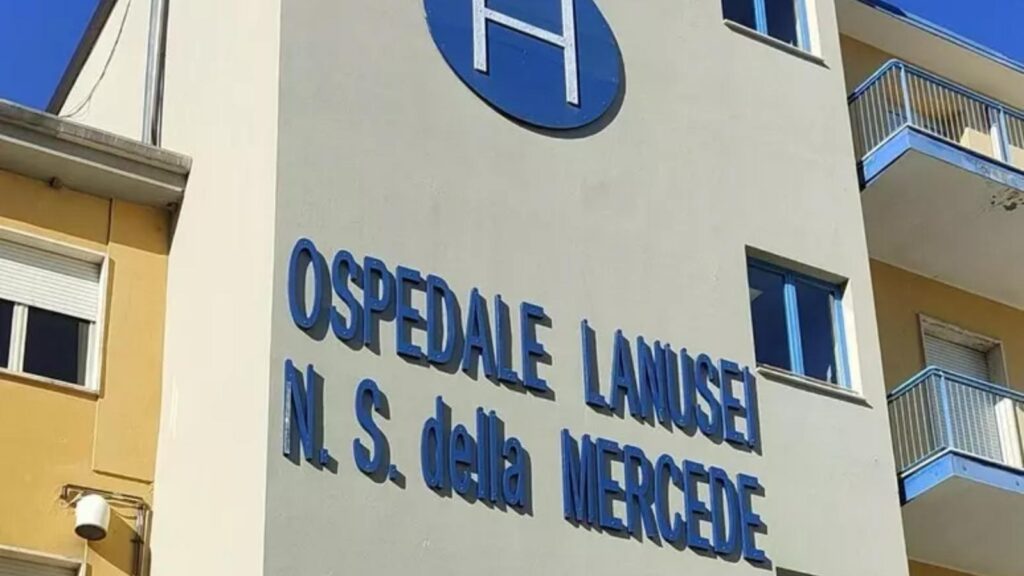 H
OSPEDALE LANUSEI
N. S. della MERCEDE